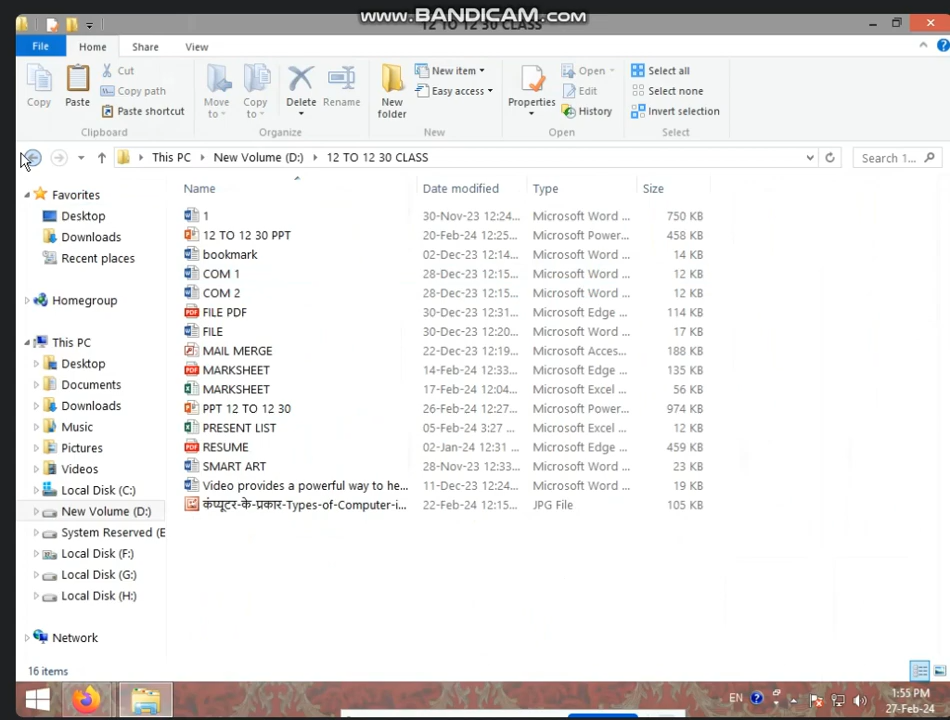 www.BANDICAM.com
12 TO 12 30 CLASS
File Home Share View
Copy Paste Cut Copy path Paste shortcut
Clipboard
Move to Copy to Delete Rename
Organize
New folder New item Easy access
New
Properties Open Edit History
Open
Select all Select none Invert selection
Select
This PC New Volume (D:) 12 TO 12 30 CLASS
Search 1...
Favorites
Desktop
Downloads
Recent places
Homegroup
This PC
Desktop
Documents
Downloads
Music
Pictures
Videos
Local Disk (C:)
New Volume (D:)
System Reserved (E
Local Disk (F:)
Local Disk (G:)
Local Disk (H:)
Network
Name Date modified Type Size
1 30-Nov-23 12:24... Microsoft Word ... 750 KB
12 TO 12 30 PPT 20-Feb-24 12:25... Microsoft Power... 458 KB
bookmark 02-Dec-23 12:14... Microsoft Word ... 14 KB
COM 1 28-Dec-23 12:15... Microsoft Word ... 12 KB
COM 2 28-Dec-23 12:15... Microsoft Word ... 12 KB
FILE PDF 30-Dec-23 12:31... Microsoft Edge ... 114 KB
FILE 30-Dec-23 12:20... Microsoft Word ... 17 KB
MAIL MERGE 22-Dec-23 12:19... Microsoft Acces... 188 KB
MARKSHEET 14-Feb-24 12:33... Microsoft Edge ... 135 KB
MARKSHEET 17-Feb-24 12:04... Microsoft Excel ... 56 KB
PPT 12 TO 12 30 26-Feb-24 12:27... Microsoft Power... 974 KB
PRESENT LIST 05-Feb-24 3:27 ... Microsoft Excel ... 12 KB
RESUME 02-Jan-24 12:31 ... Microsoft Edge ... 459 KB
SMART ART 28-Nov-23 12:33... Microsoft Word ... 23 KB
Video provides a powerful way to he... 11-Dec-23 12:24... Microsoft Word ... 19 KB
कंप्यूटर-के-प्रकार-Types-of-Computer-i... 22-Feb-24 12:15... JPG File 105 KB
16 items
EN
1:55 PM
27-Feb-24